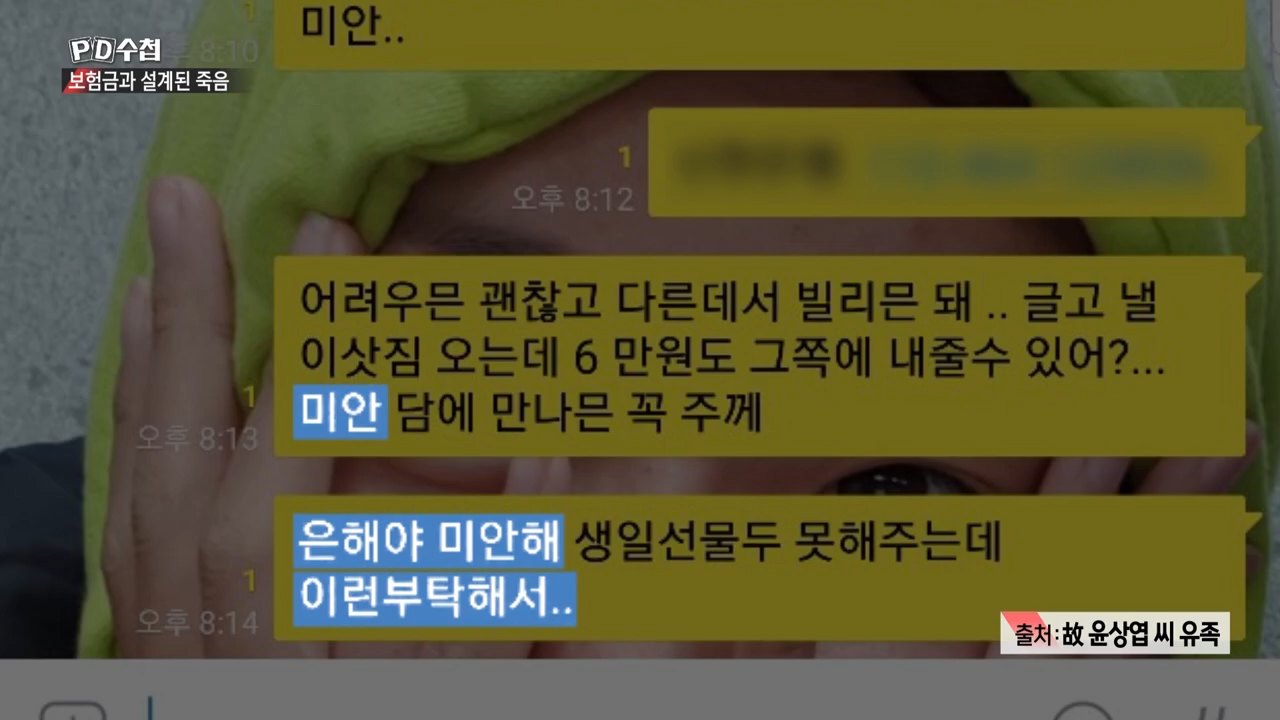 PD수첩
보험금과 설계된 죽음
1
8:10
미안..
1
오후 8:12
어려우믄 괜찮고 다른데서 빌리믄 돼 .. 글고 낼
이삿짐 오는데 6 만원도 그쪽에 내줄수 있어?...
미안 담에 만나믄 꼭 주께
1
오후 8:13
은해야 미안해 생일선물두 못해주는데
이런부탁해서..
1
오후 8:14
출처 : 故 윤상엽 씨 유족
#